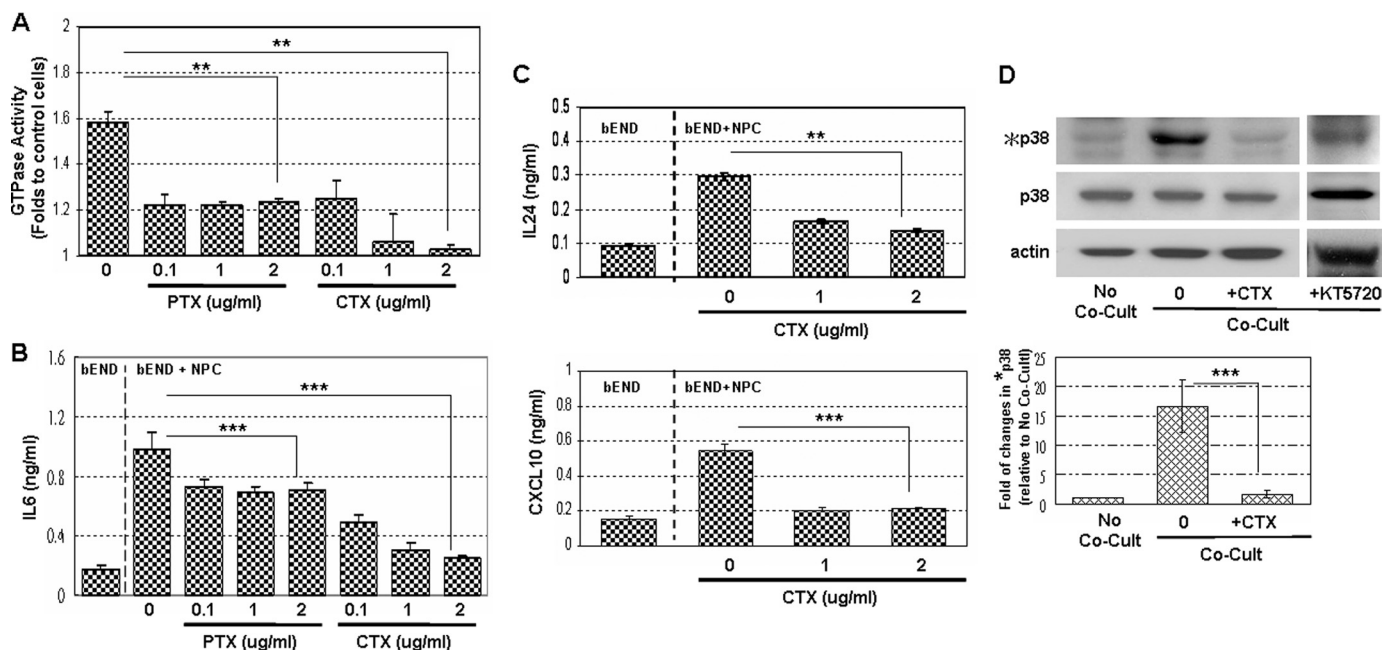 A
GTPase Activity
(Folds to control cells)
2
1.8
1.6
1.4
1.2
1
**
**
0 0.1 1 2 0.1 1 2
PTX (ug/ml) CTX (ug/ml)
B
IL6 (ng/ml)
1.6
1.2
0.8
0.4
0
bEND bEND + NPC
***
***
0 0.1 1 2 0.1 1 2
PTX (ug/ml) CTX (ug/ml)
C
IL24 (ng/ml)
0.5
0.4
0.3
0.2
0.1
0
bEND bEND+NPC
**
0 1 2
CTX (ug/ml)
CXCL10 (ng/ml)
1
0.8
0.6
0.4
0.2
0
bEND bEND+NPC
***
0 1 2
CTX (ug/ml)
D
*p38
p38
actin
No
Co-Cult
0 +CTX +KT5720
Co-Cult
Fold of changes in *p38
(relative to No Co-Cult)
25
20
15
10
5
0
***
No
Co-Cult
0 +CTX
Co-Cult